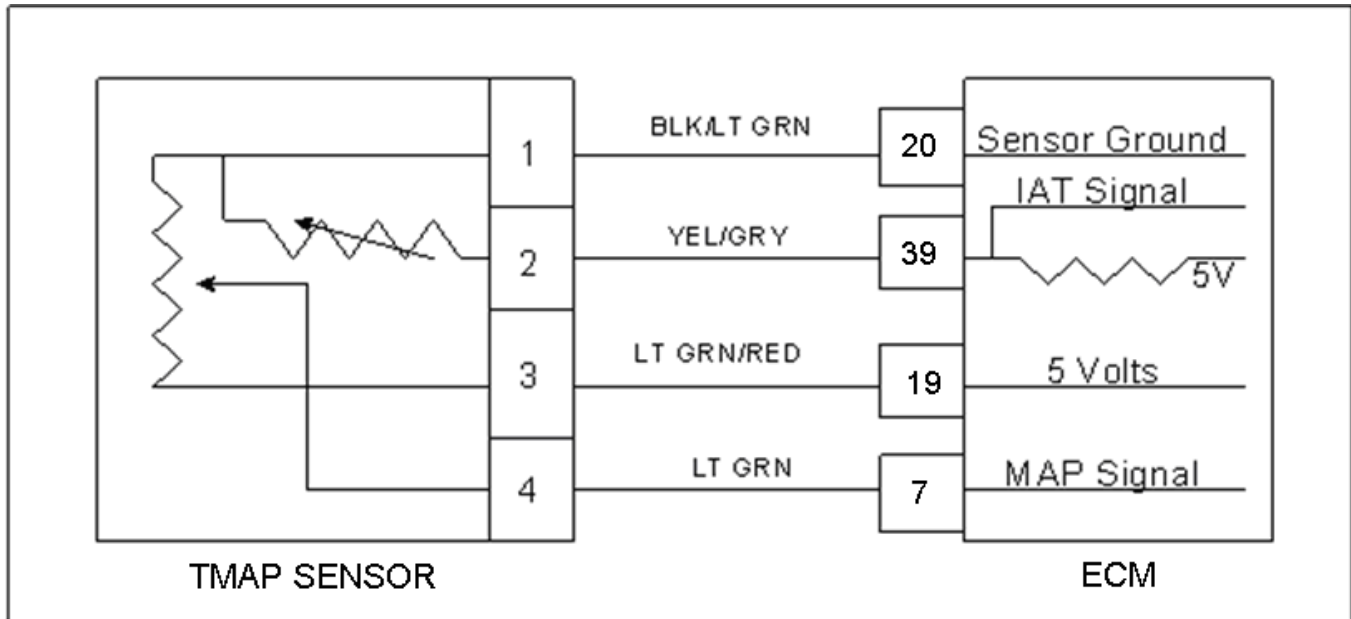 1
BLK/LT GRN
20
Sensor Ground
IAT Signal
2
YEL/GRY
39
5V
3
LT GRN/RED
19
5 Volts
4
LT GRN
7
MAP Signal
TMAP SENSOR
ECM